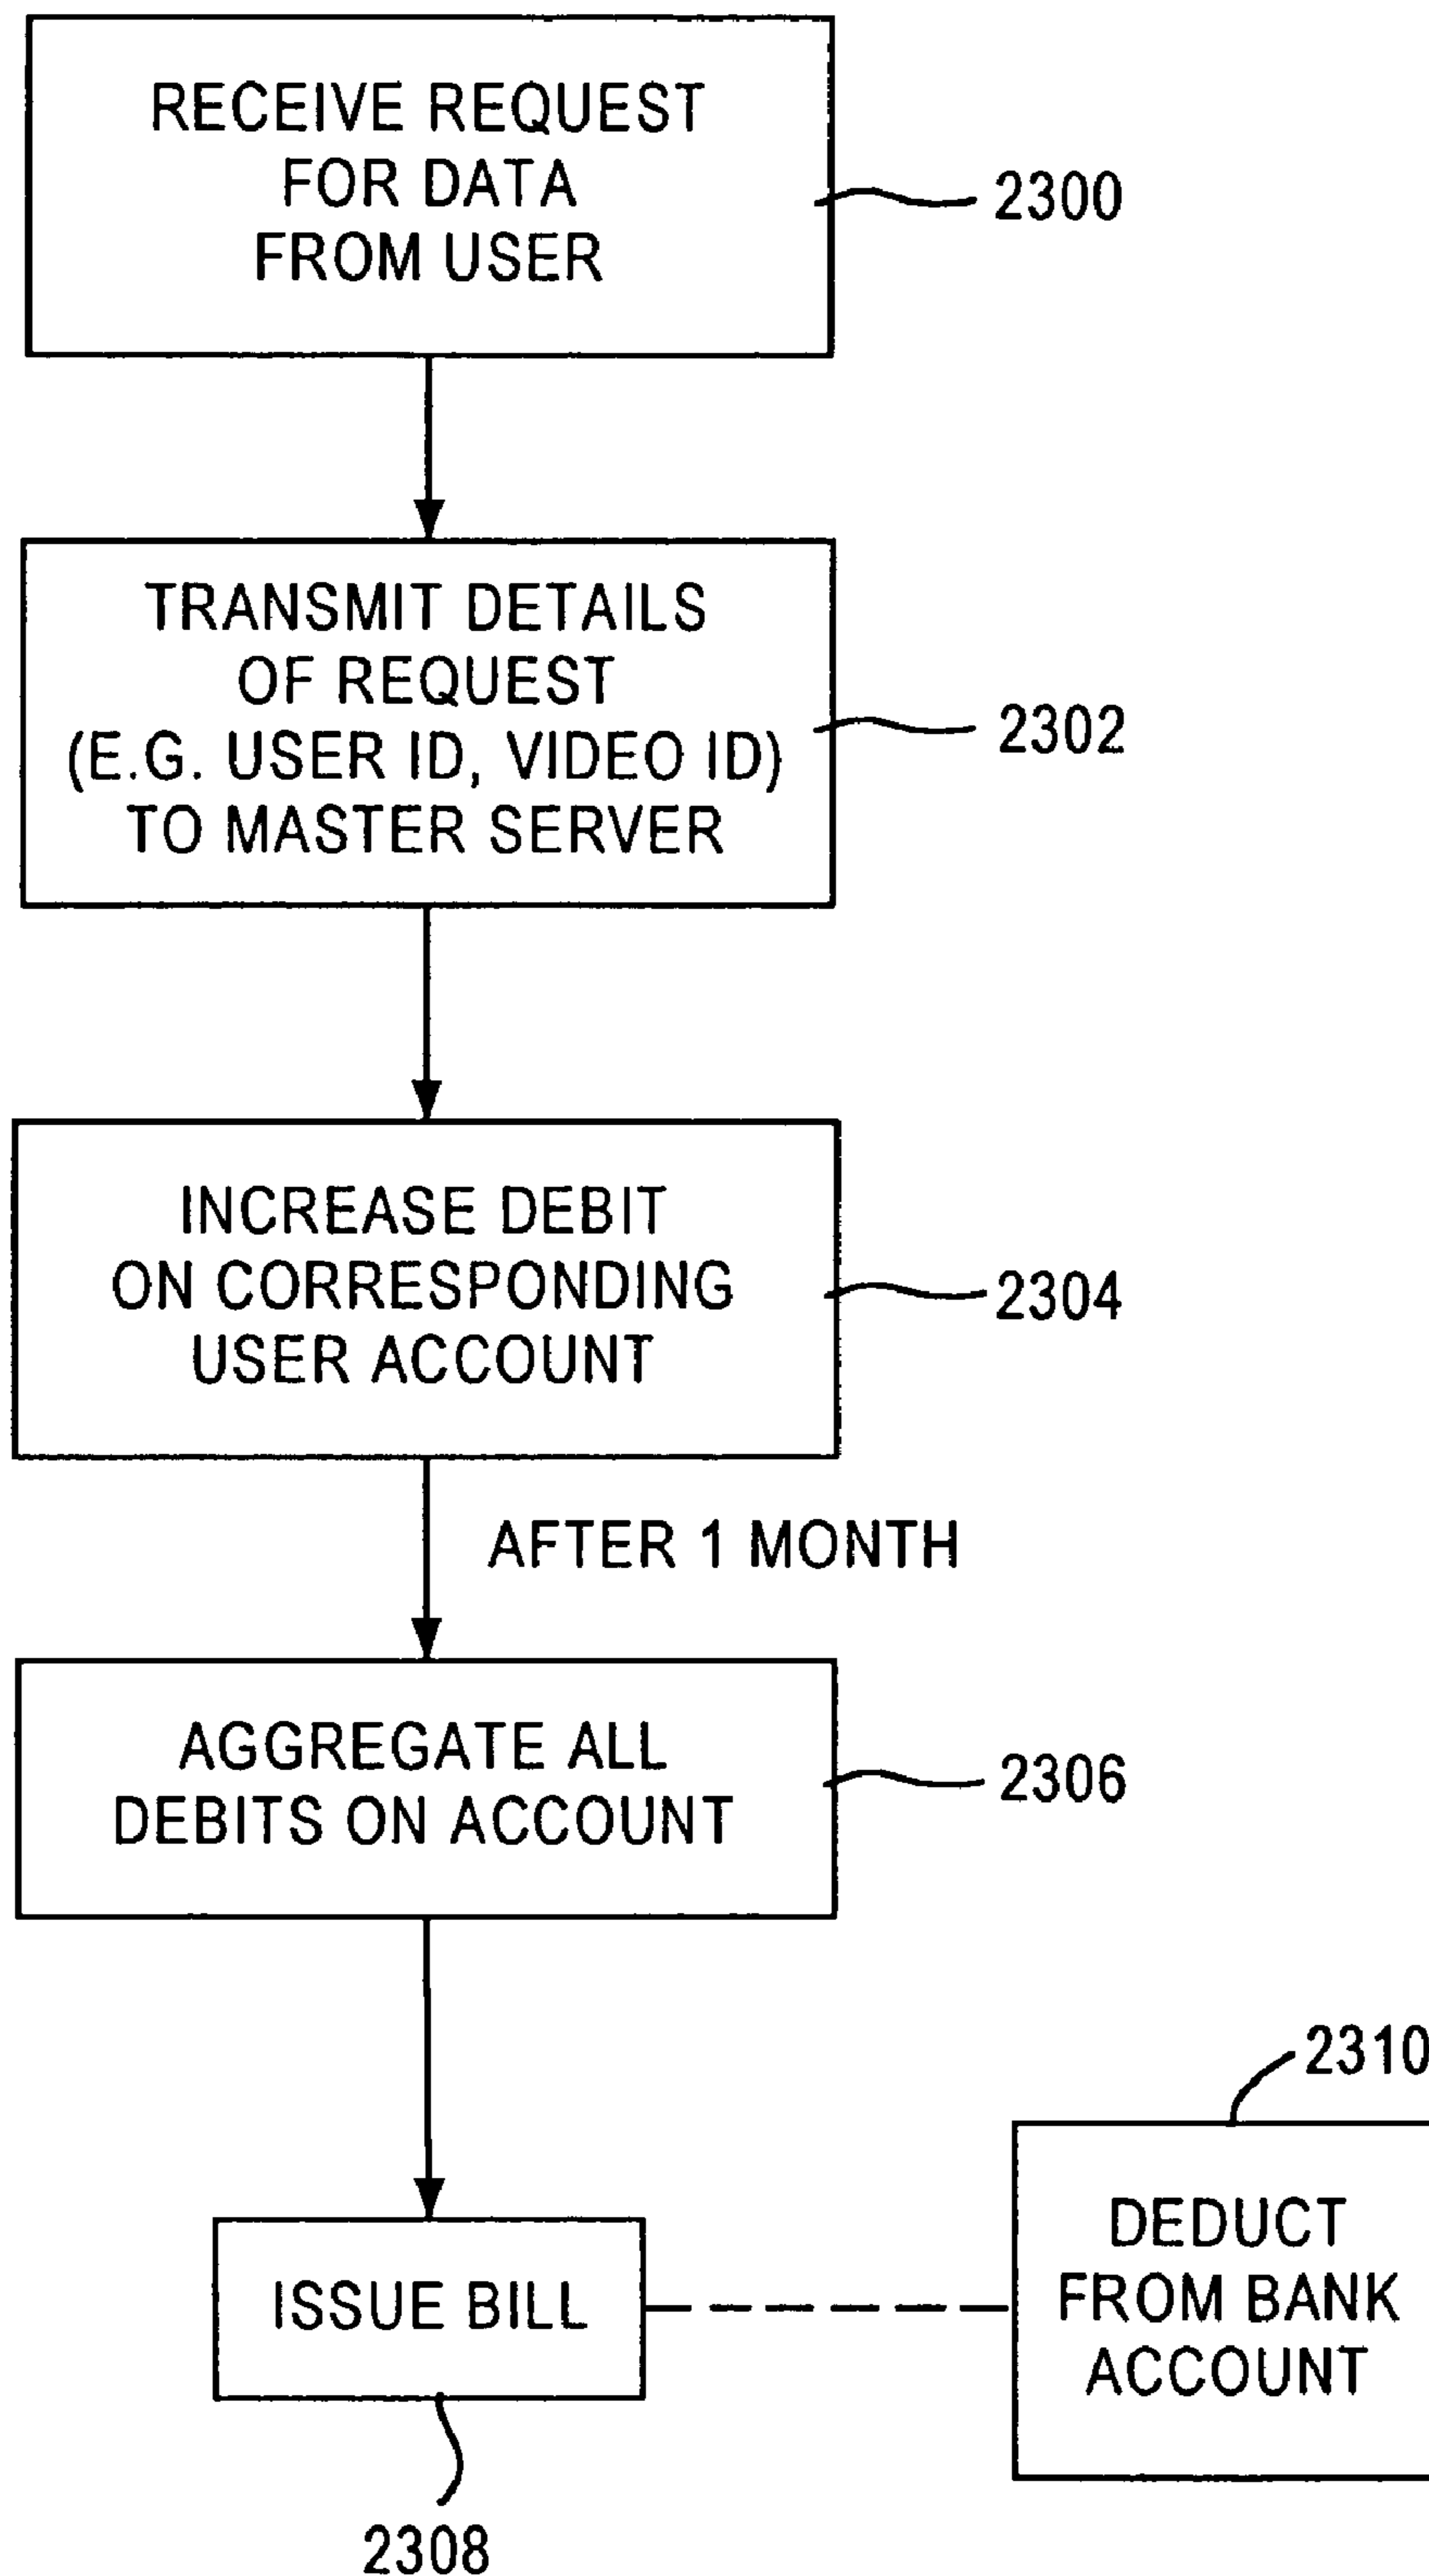 RECEIVE REQUEST
FOR DATA
FROM USER
2300
TRANSMIT DETAILS
OF REQUEST
(E.G. USER ID, VIDEO ID)
TO MASTER SERVER
2302
INCREASE DEBIT
ON CORRESPONDING
USER ACCOUNT
2304
AFTER 1 MONTH
AGGREGATE ALL
DEBITS ON ACCOUNT
2306
ISSUE BILL
2308
2310
DEDUCT
FROM BANK
ACCOUNT